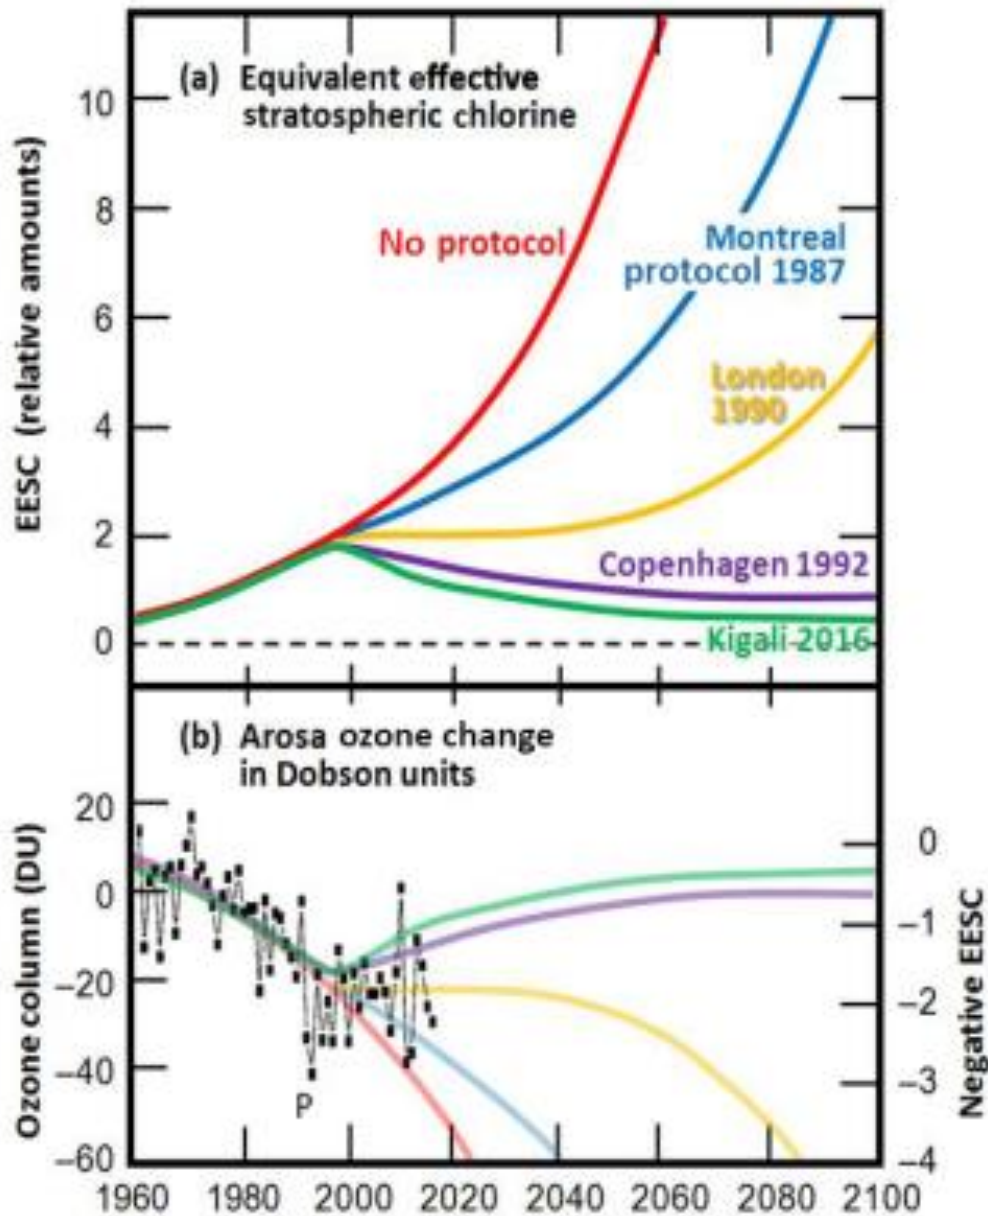 (a) Equivalent effective
stratospheric chlorine
EESC (relative amounts)
10
8
6
4
2
0
No protocol
Montreal
protocol 1987
London
1990
Copenhagen 1992
Kigali 2016
(b) Arosa ozone change
in Dobson units
Ozone column (DU)
20
0
−20
−40
−60
P
Negative EESC
0
−1
−2
−3
−4
1960 1980 2000 2020 2040 2060 2080 2100